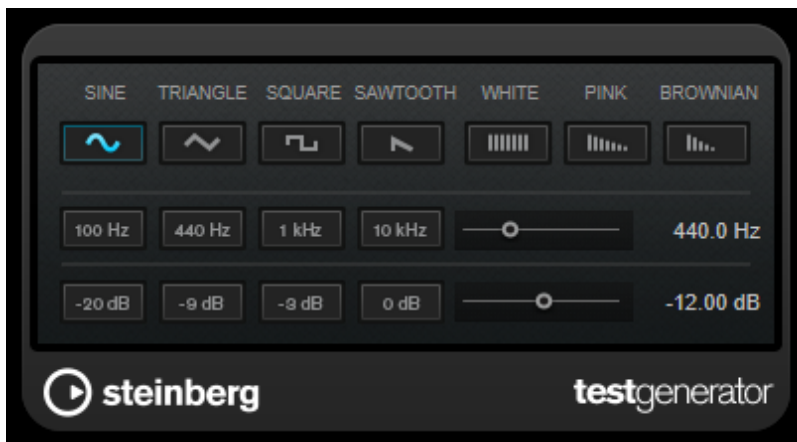 SINE TRIANGLE SQUARE SAWTOOTH WHITE PINK BROWNIAN
100 Hz 440 Hz 1 kHz 10 kHz 440.0 Hz
-20 dB -9 dB -3 dB 0 dB -12.00 dB
steinberg testgenerator